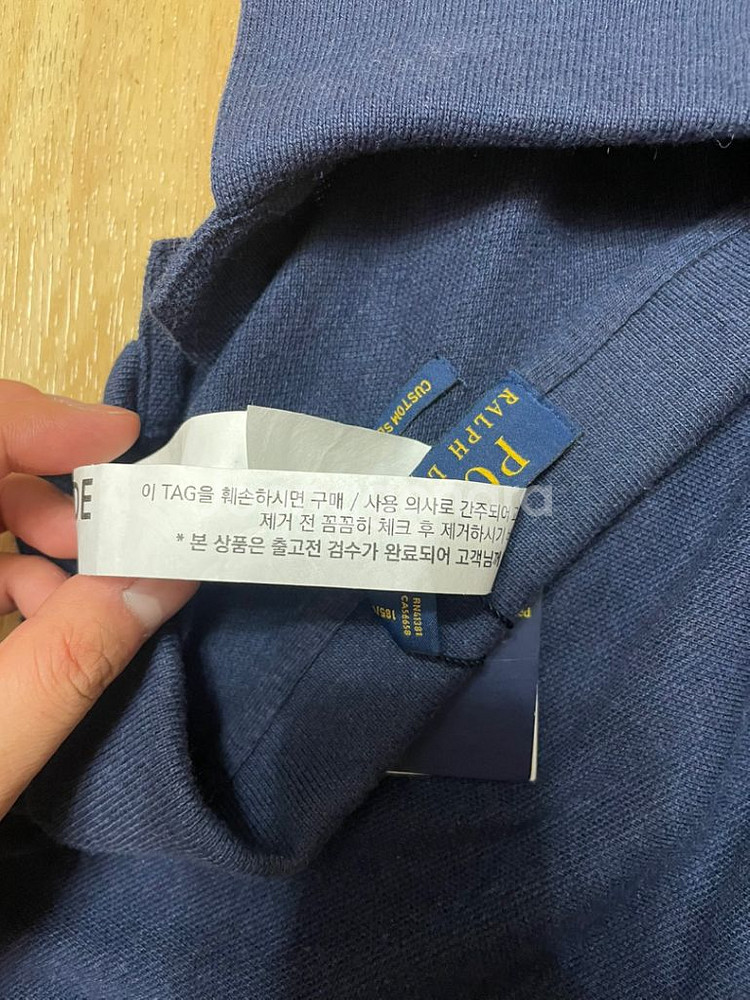 DE
이 TAG을 훼손하시면 구매 / 사용 의사로 간주되어
제거 전 꼼꼼히 체크 후 제거하시기
* 본 상품은 출고전 검수가 완료되어 고객님께
CUSTOM
PO
RALPH L
RN41381
CA56658
185/